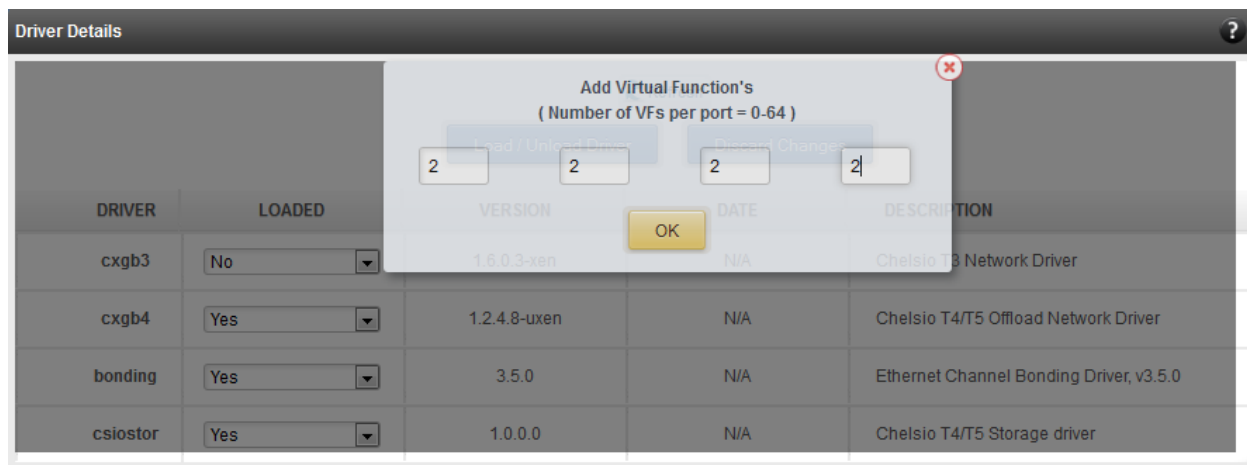 Driver Details
?
Add Virtual Function's
( Number of VFs per port = 0-64 )
Load / Unload Driver Discard Changes
2 2 2 2
OK
DRIVER LOADED VERSION DATE DESCRIPTION
cxgb3 No 1.6.0.3-xen N/A Chelsio T3 Network Driver
cxgb4 Yes 1.2.4.8-uxen N/A Chelsio T4/T5 Offload Network Driver
bonding Yes 3.5.0 N/A Ethernet Channel Bonding Driver, v3.5.0
csiostor Yes 1.0.0.0 N/A Chelsio T4/T5 Storage driver